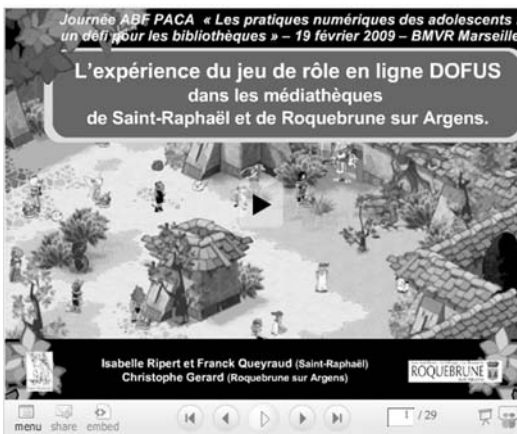 Journée ABF PACA « Les pratiques numériques des adolescents :
un défi pour les bibliothèques » – 19 février 2009 – BMVR Marseille
L'expérience du jeu de rôle en ligne DOFUS
dans les médiathèques
de Saint-Raphaël et de Roquebrune sur Argens.
Isabelle Ripert et Franck Queyraud (Saint-Raphaël)
Christophe Gerard (Roquebrune sur Argens)
ROQUEBRUNE
menu share embed
1 / 29